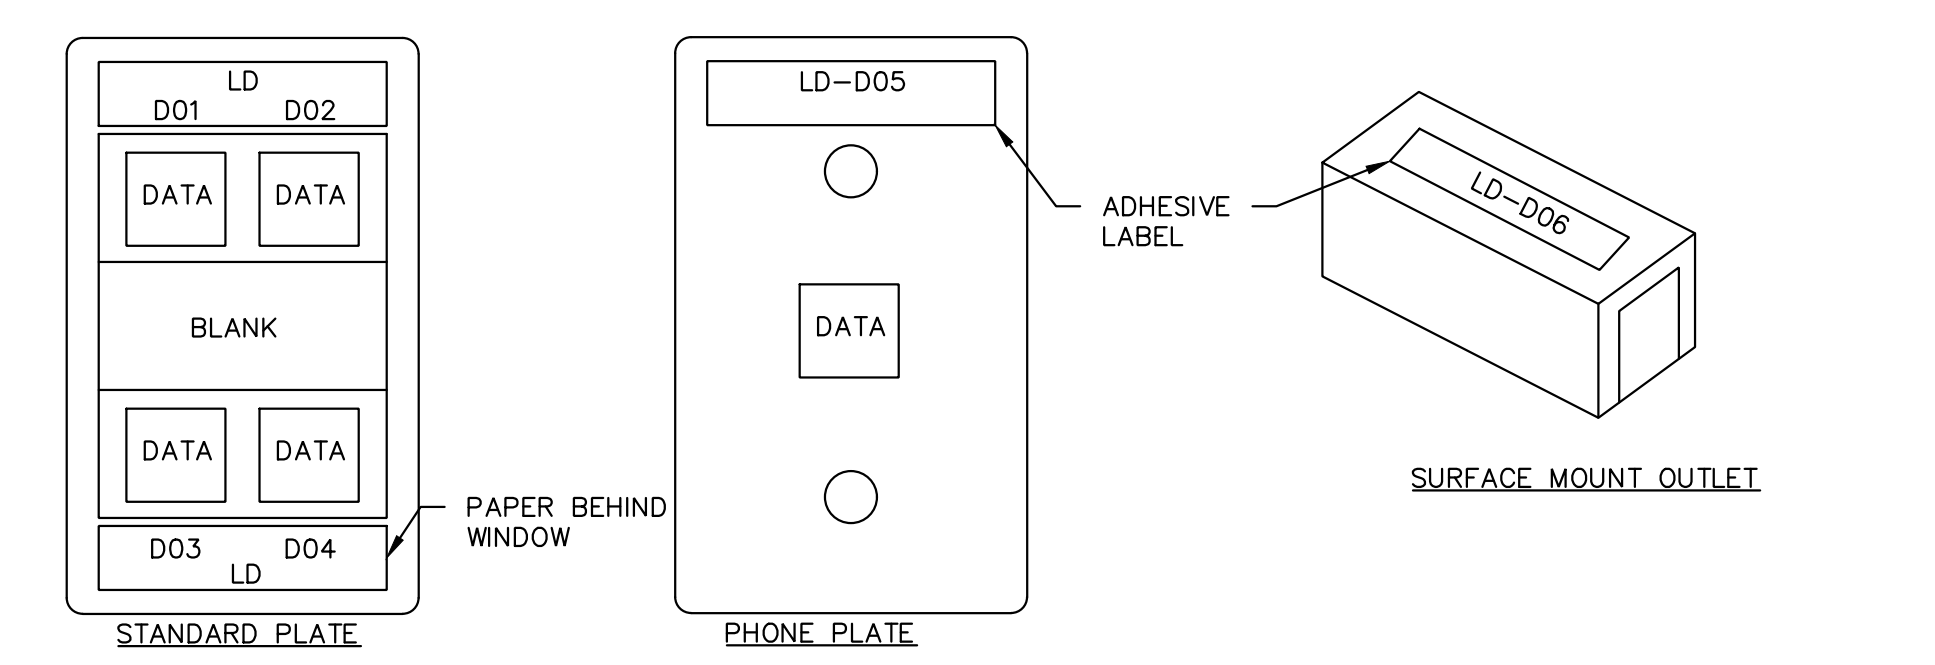 LD
D01 D02
DATA DATA
BLANK
DATA DATA
D03 D04
LD
PAPER BEHIND
WINDOW
STANDARD PLATE
LD-D05
DATA
PHONE PLATE
ADHESIVE
LABEL
LD-D06
SURFACE MOUNT OUTLET